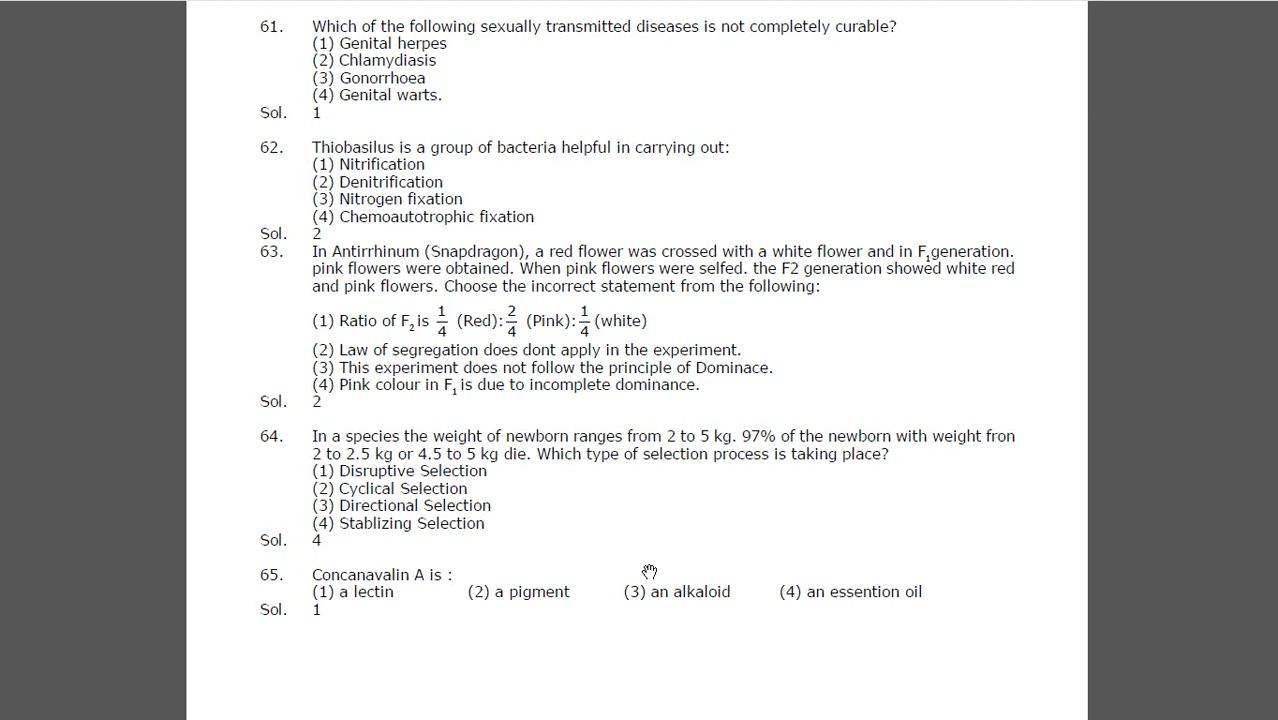 61. Which of the following sexually transmitted diseases is not completely curable?
(1) Genital herpes
(2) Chlamydiasis
(3) Gonorrhoea
(4) Genital warts.
Sol. 1
62. Thiobasilus is a group of bacteria helpful in carrying out:
(1) Nitrification
(2) Denitrification
(3) Nitrogen fixation
(4) Chemoautotrophic fixation
Sol. 2
63. In Antirrhinum (Snapdragon), a red flower was crossed with a white flower and in F₁generation.
pink flowers were obtained. When pink flowers were selfed. the F2 generation showed white red
and pink flowers. Choose the incorrect statement from the following:
(1) Ratio of F₂ is 1/4 (Red): 2/4 (Pink): 1/4 (white)
(2) Law of segregation does dont apply in the experiment.
(3) This experiment does not follow the principle of Dominace.
(4) Pink colour in F₁ is due to incomplete dominance.
Sol. 2
64. In a species the weight of newborn ranges from 2 to 5 kg. 97% of the newborn with weight fron
2 to 2.5 kg or 4.5 to 5 kg die. Which type of selection process is taking place?
(1) Disruptive Selection
(2) Cyclical Selection
(3) Directional Selection
(4) Stablizing Selection
Sol. 4
65. Concanavalin A is :
(1) a lectin (2) a pigment (3) an alkaloid (4) an essention oil
Sol. 1